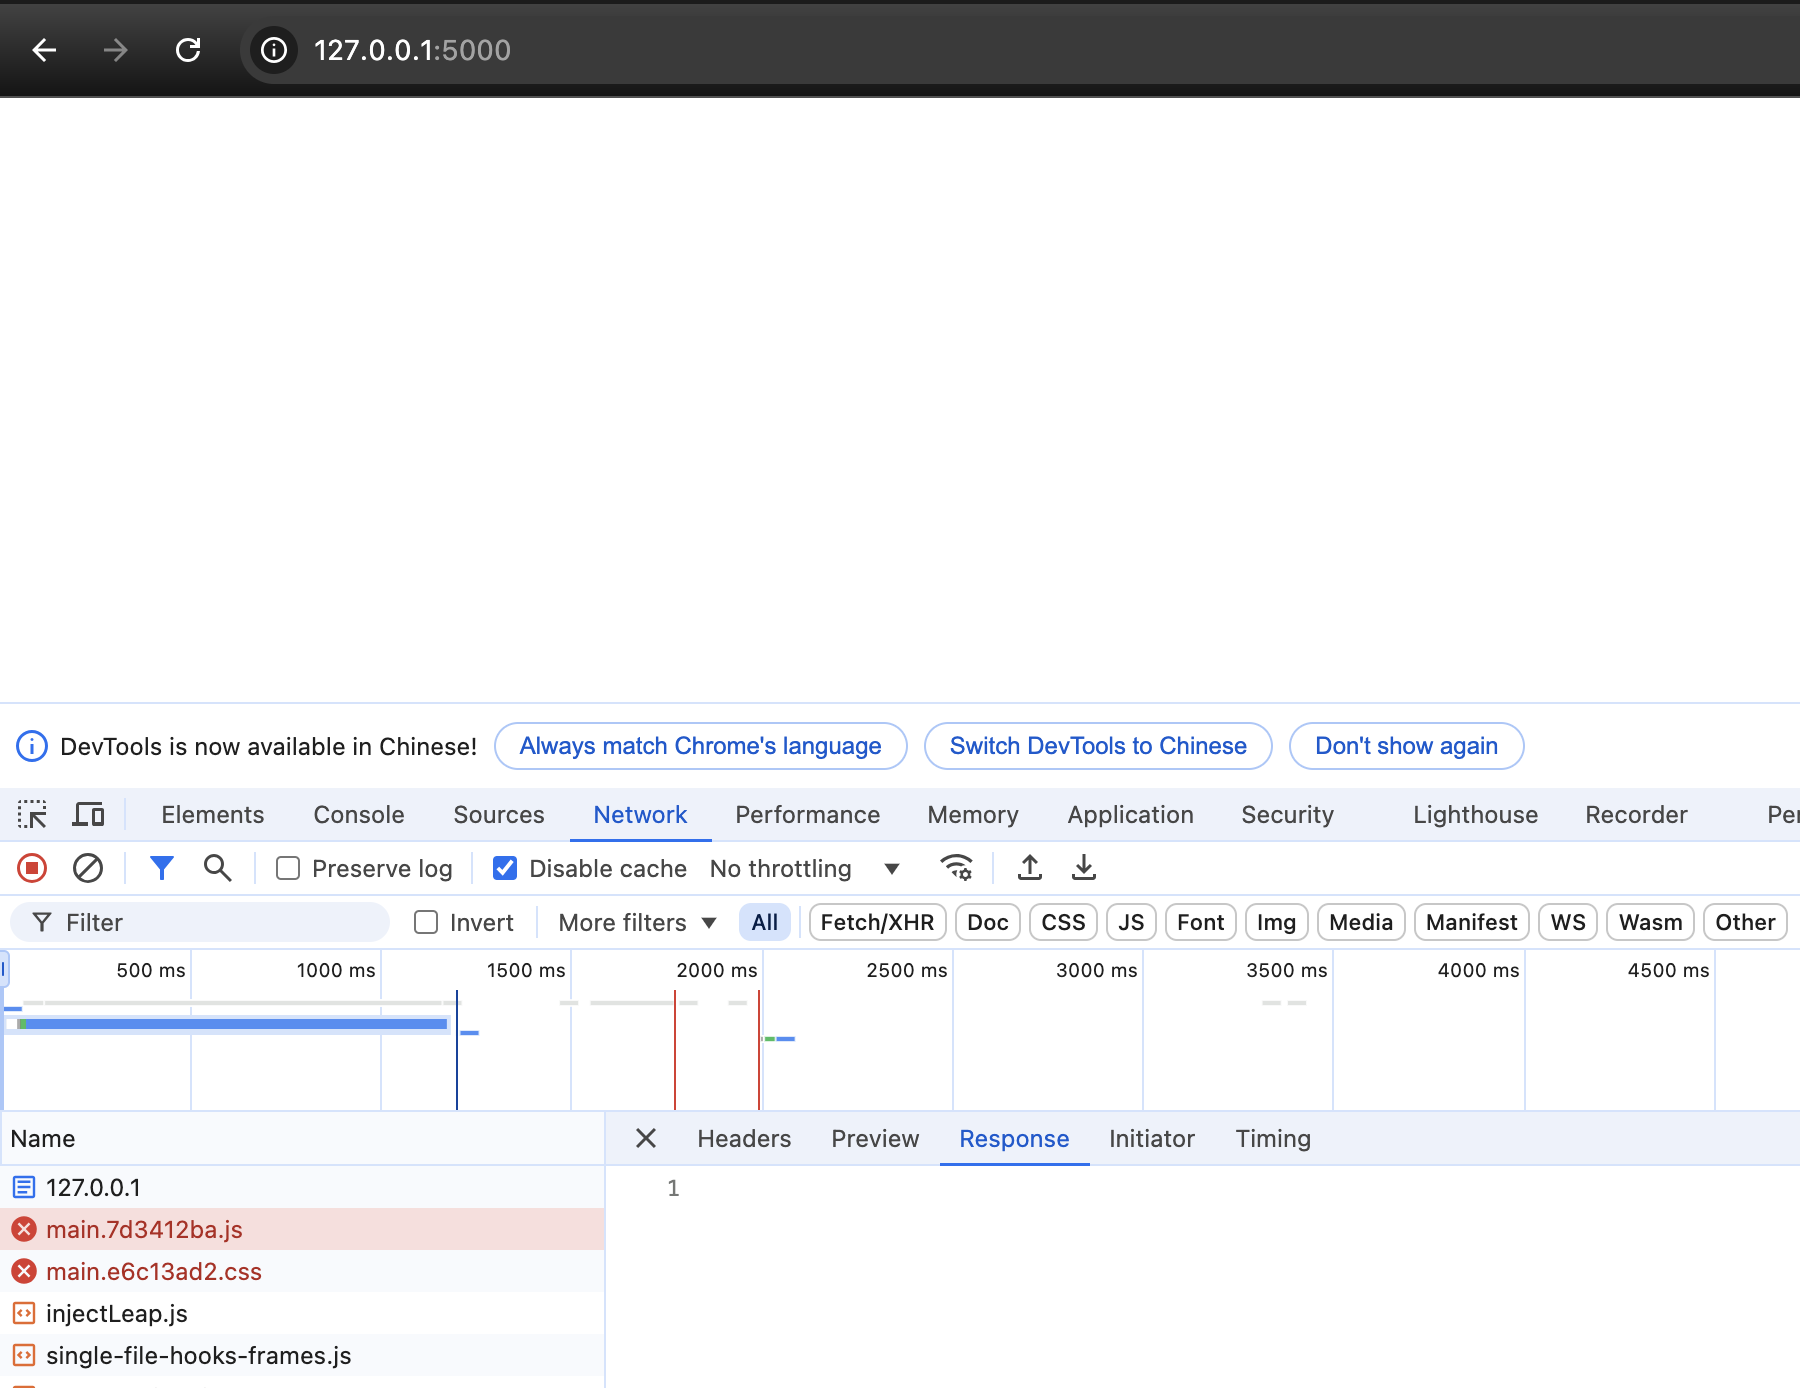 127.0.0.1:5000
DevTools is now available in Chinese! Always match Chrome's language Switch DevTools to Chinese Don't show again
Elements Console Sources Network Performance Memory Application Security Lighthouse Recorder Per
Preserve log Disable cache No throttling
Filter Invert More filters All Fetch/XHR Doc CSS JS Font Img Media Manifest WS Wasm Other
500 ms 1000 ms 1500 ms 2000 ms 2500 ms 3000 ms 3500 ms 4000 ms 4500 ms
Name Headers Preview Response Initiator Timing
127.0.0.1 1
main.7d3412ba.js
main.e6c13ad2.css
injectLeap.js
single-file-hooks-frames.js